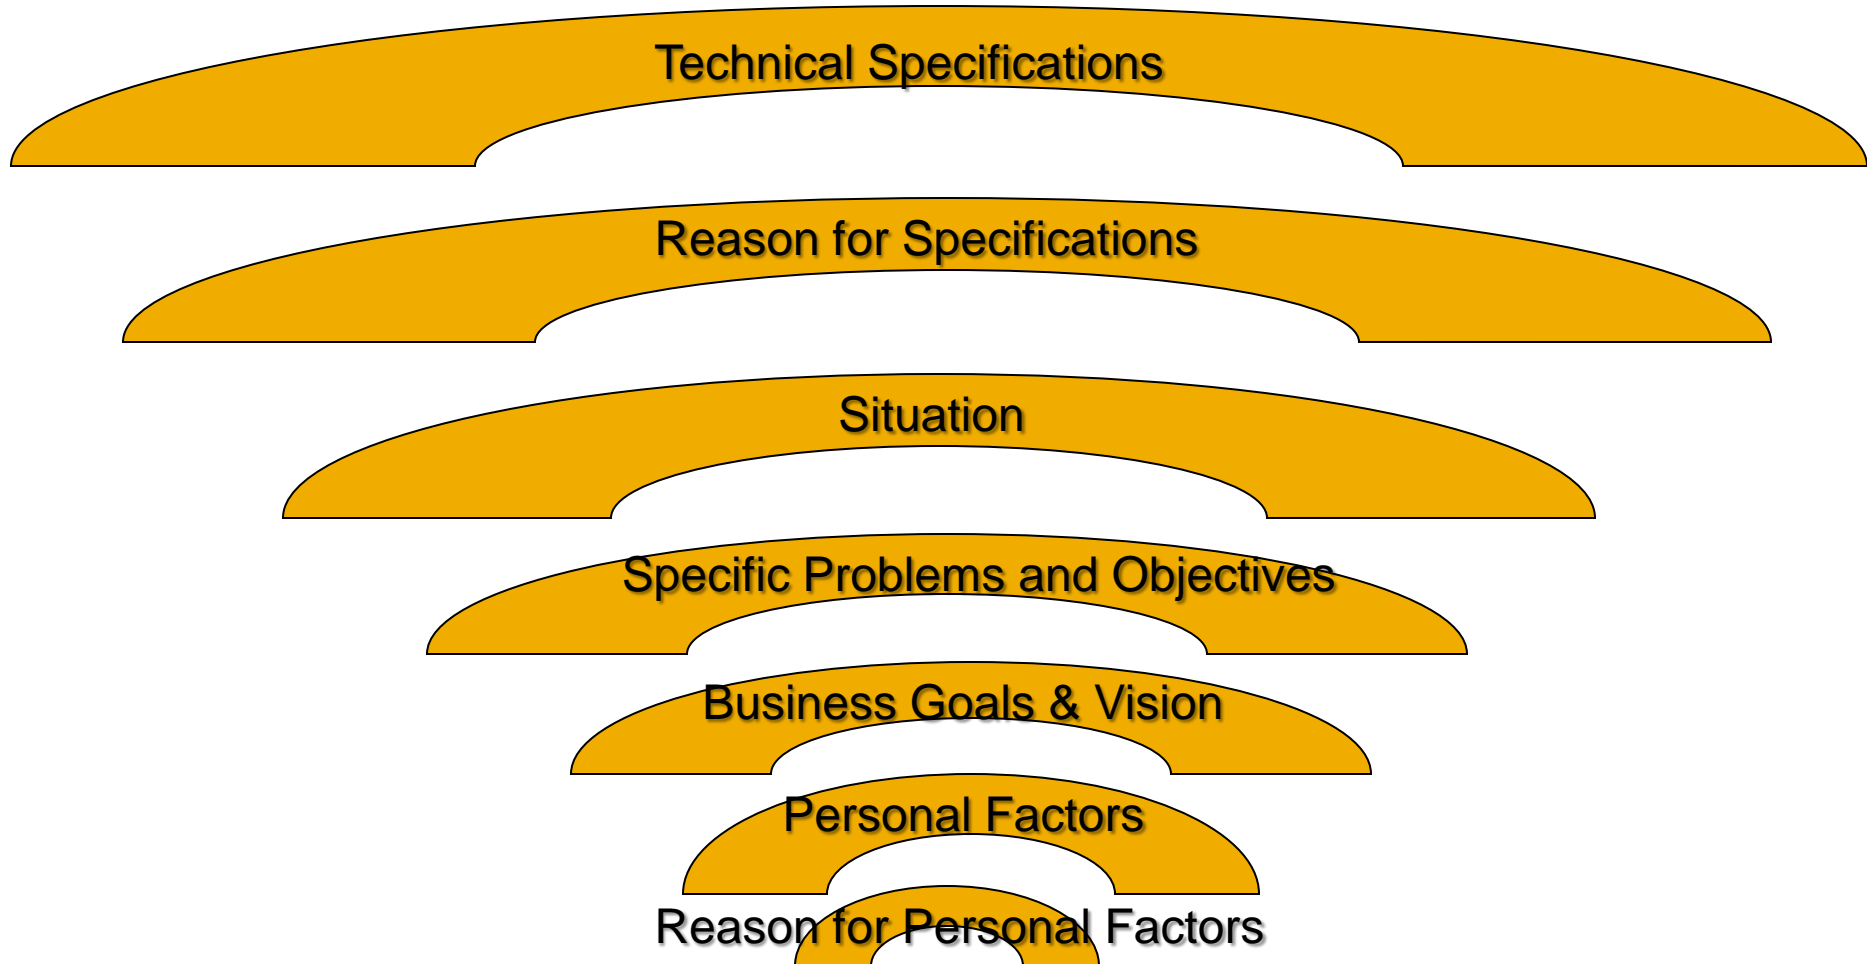 Technical Specifications
Reason for Specifications
Situation
Specific Problems and Objectives
Business Goals & Vision
Personal Factors
Reason for Personal Factors